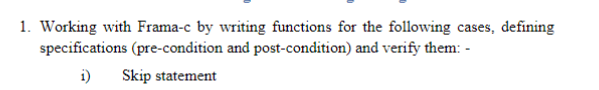 1. Working with Frama-c by writing functions for the following cases, defining
specifications (pre-condition and post-condition) and verify them: -
i) Skip statement